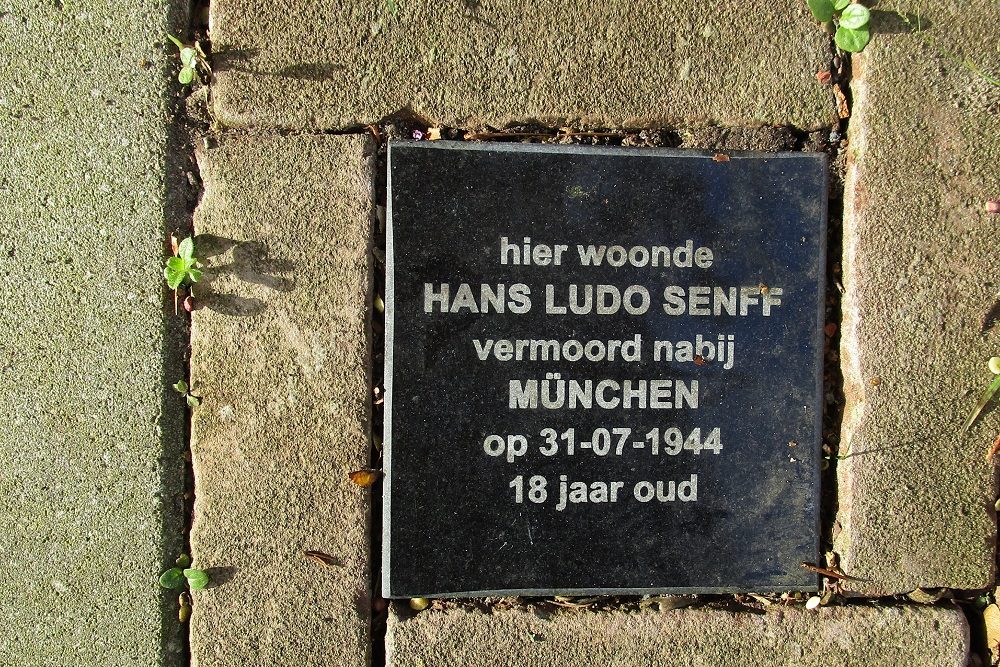 hier woonde
HANS LUDO SENFF
vermoord nabij
MÜNCHEN
op 31-07-1944
18 jaar oud